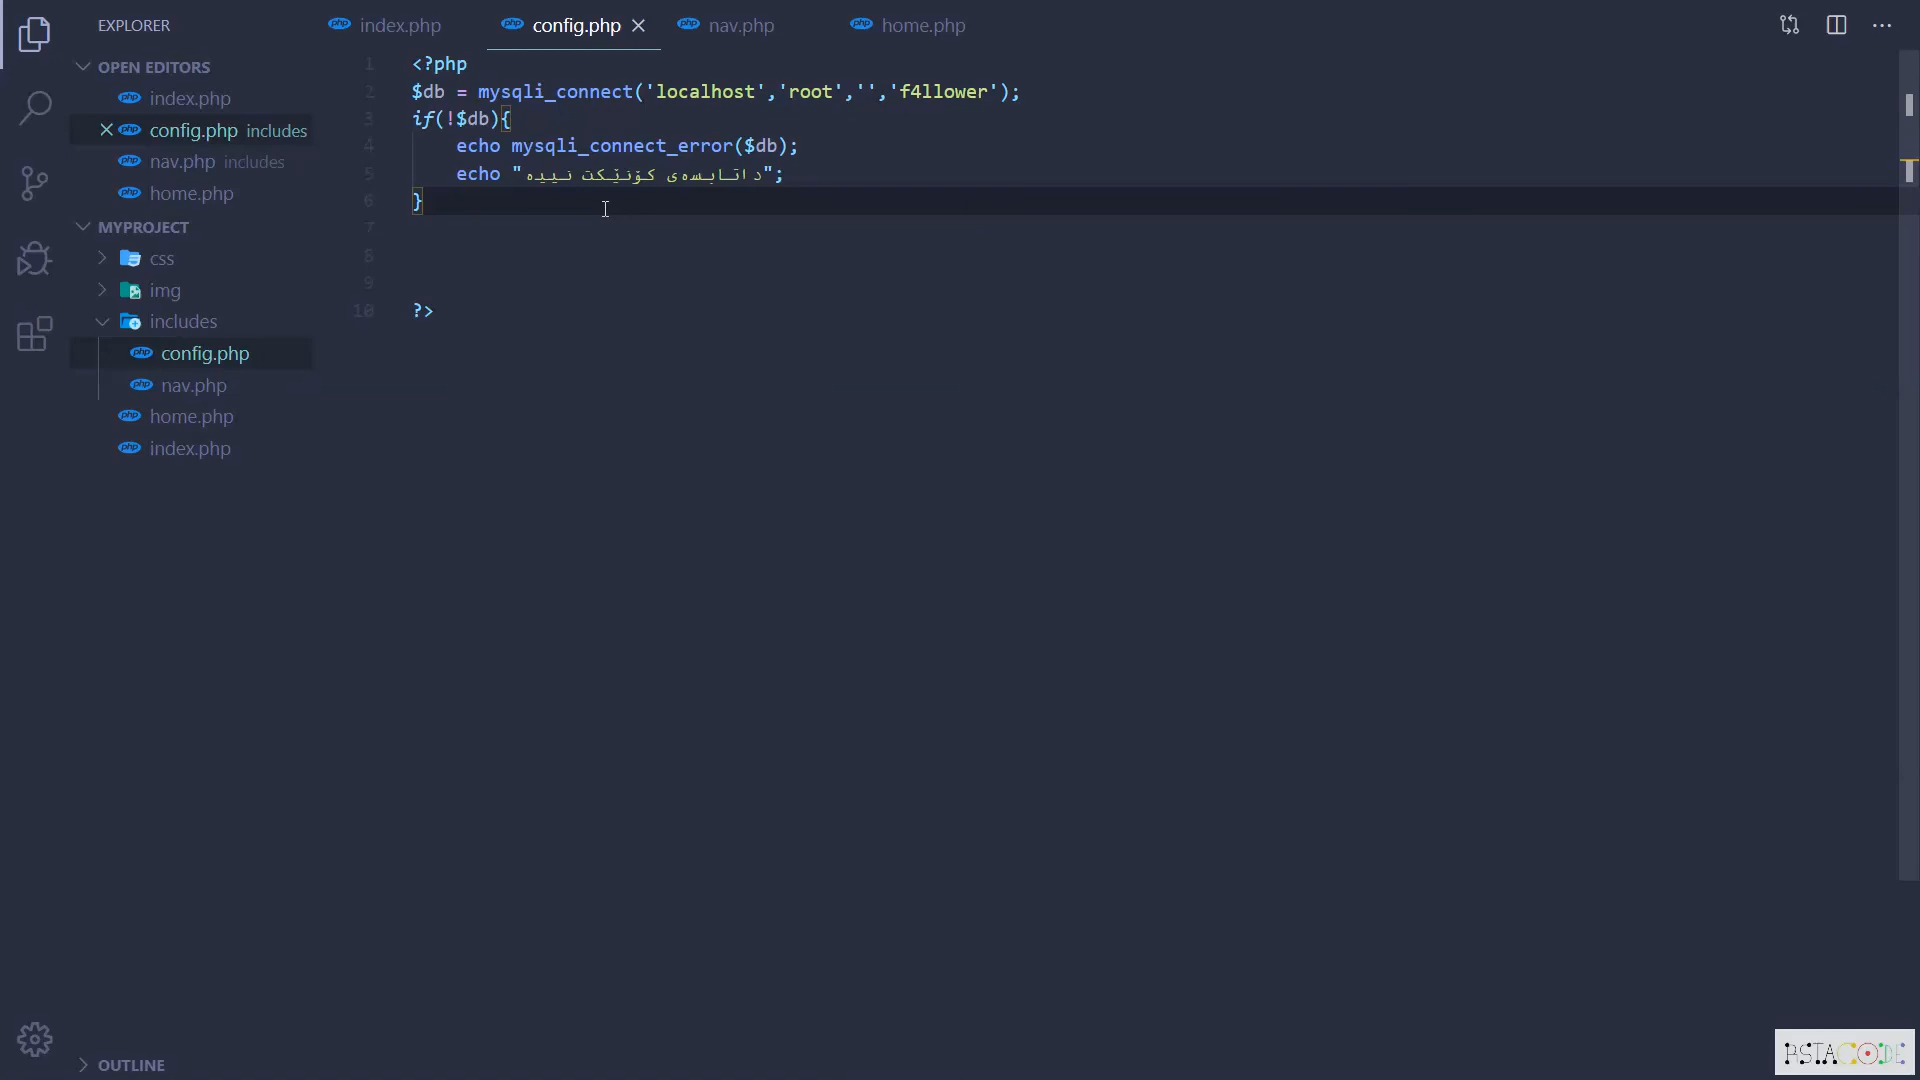 EXPLORER
OPEN EDITORS
index.php
config.php includes
nav.php includes
home.php
MYPROJECT
css
img
includes
config.php
nav.php
home.php
index.php
OUTLINE
index.php
config.php
nav.php
home.php
1 <?php
2 $db = mysqli_connect('localhost','root','','f4llower');
3 if(!$db){
4 echo mysqli_connect_error($db);
5 echo "داتابسەی کۆنێکت نییە";
6 }
7
8
9
10 ?>
RSTACODE